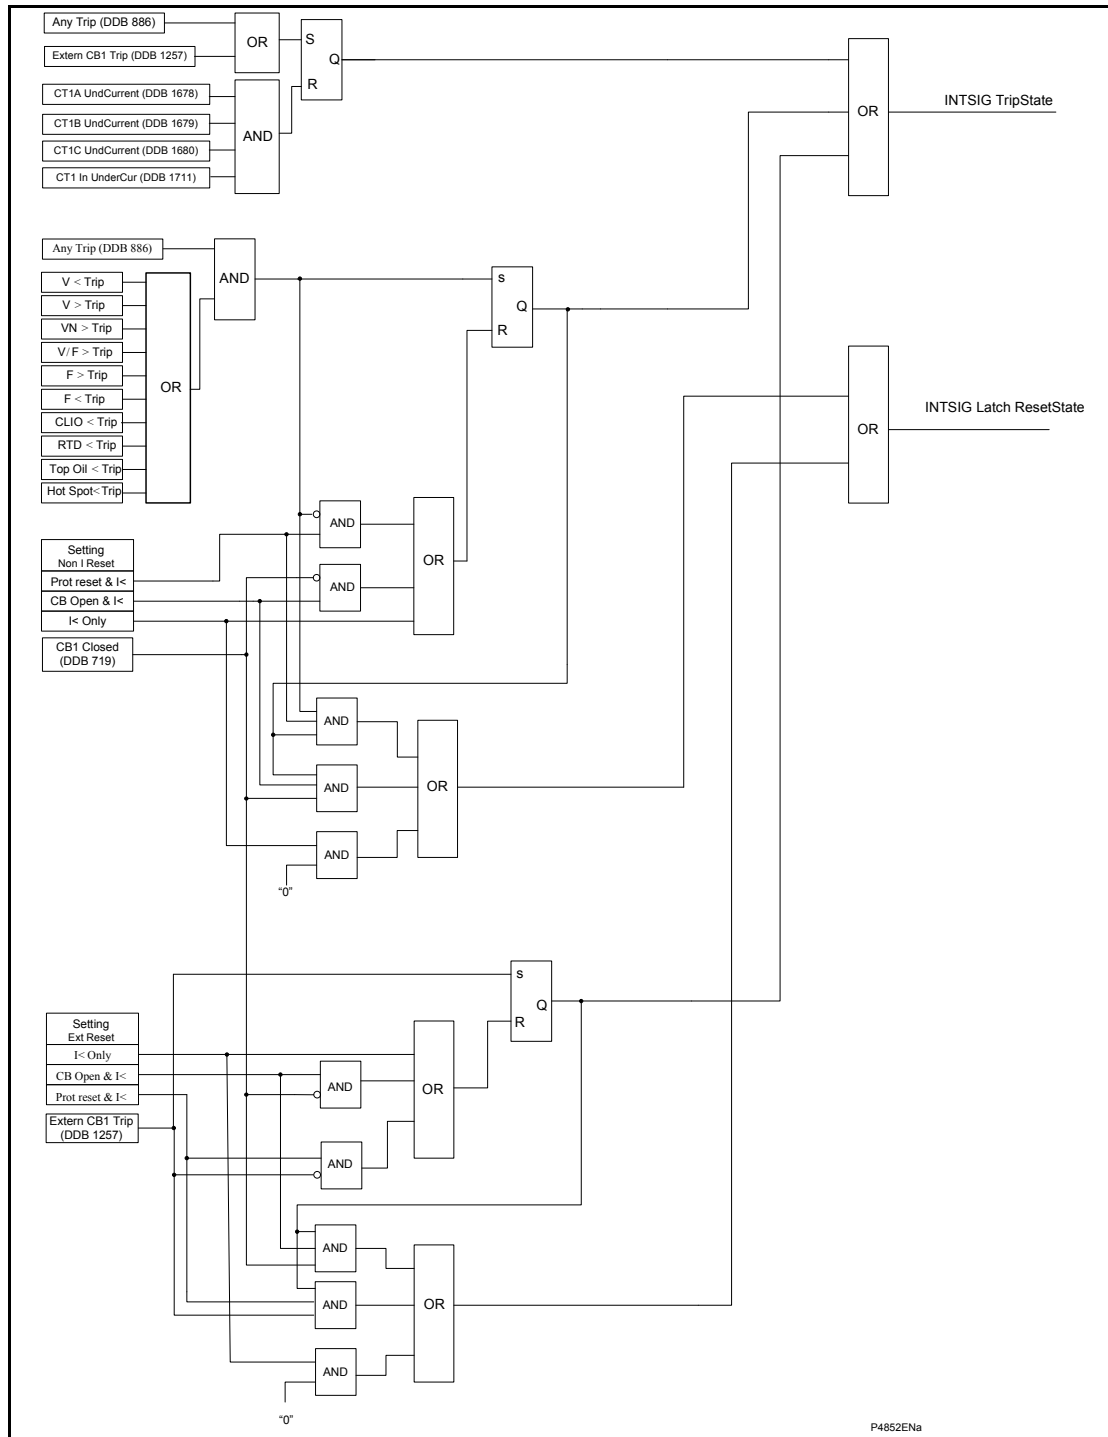 Any Trip (DDB 886)
Extern CB1 Trip (DDB 1257)
OR
S
Q
R
CT1A UndCurrent (DDB 1678)
CT1B UndCurrent (DDB 1679)
CT1C UndCurrent (DDB 1680)
CT1 In UnderCur (DDB 1711)
AND
OR
INTSIG TripState
Any Trip (DDB 886)
AND
V < Trip
V > Trip
VN > Trip
V/F > Trip
F > Trip
F < Trip
CLIO < Trip
RTD < Trip
Top Oil < Trip
Hot Spot< Trip
OR
s
Q
R
OR
INTSIG Latch ResetState
AND
AND
OR
Setting
Non I Reset
Prot reset & I<
CB Open & I<
I< Only
CB1 Closed
(DDB 719)
AND
AND
AND
OR
"0"
s
Q
R
Setting
Ext Reset
I< Only
CB Open & I<
Prot reset & I<
Extern CB1 Trip
(DDB 1257)
AND
AND
OR
AND
AND
AND
OR
"0"
P4852ENa